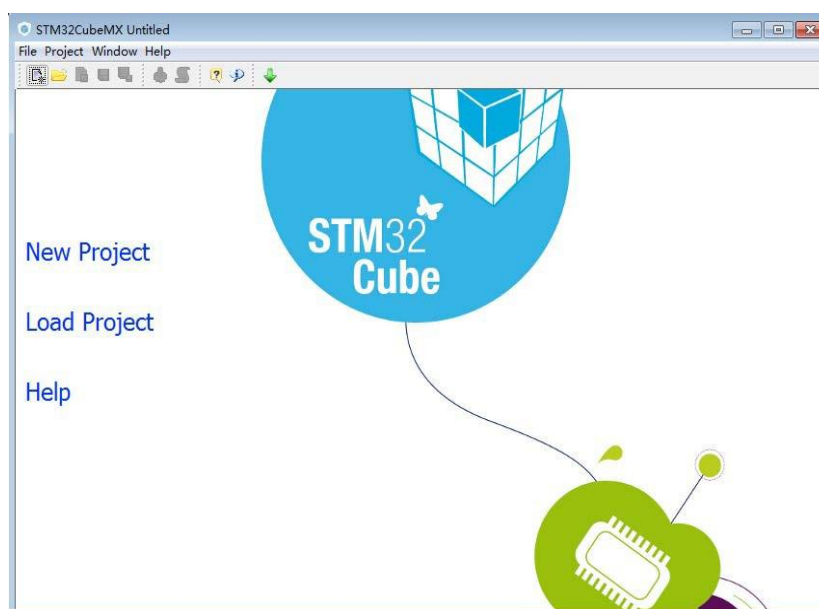 STM32CubeMX Untitled
File Project Window Help
STM32
Cube
New Project
Load Project
Help